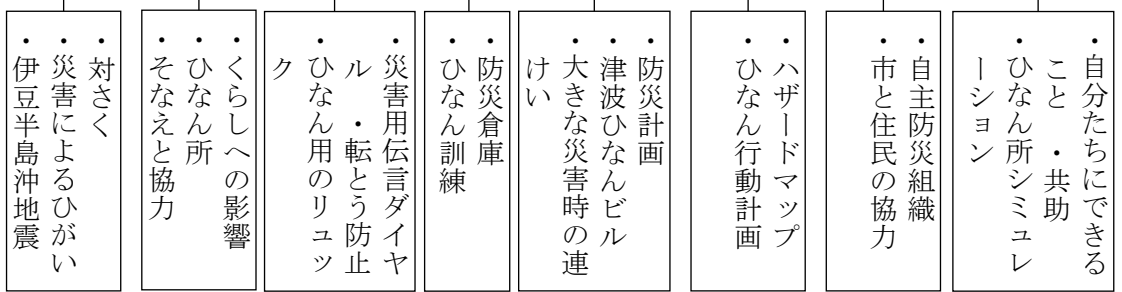 ・自分たちにできる
こと ・共助
・ひなん所シミュレ
ーション
・自主防災組織
・市と住民の協力
・ハザードマップ
・ひなん行動計画
・防災計画
・津波ひなんビル
・大きな災害時の連
けい
・防災倉庫
・ひなん訓練
・災害用伝言ダイヤ
ル ・転とう防止
・ひなん用のリュッ
ク
・くらしへの影響
・ひなん所
・そなえと協力
・対さく
・災害によるひがい
・伊豆半島沖地震